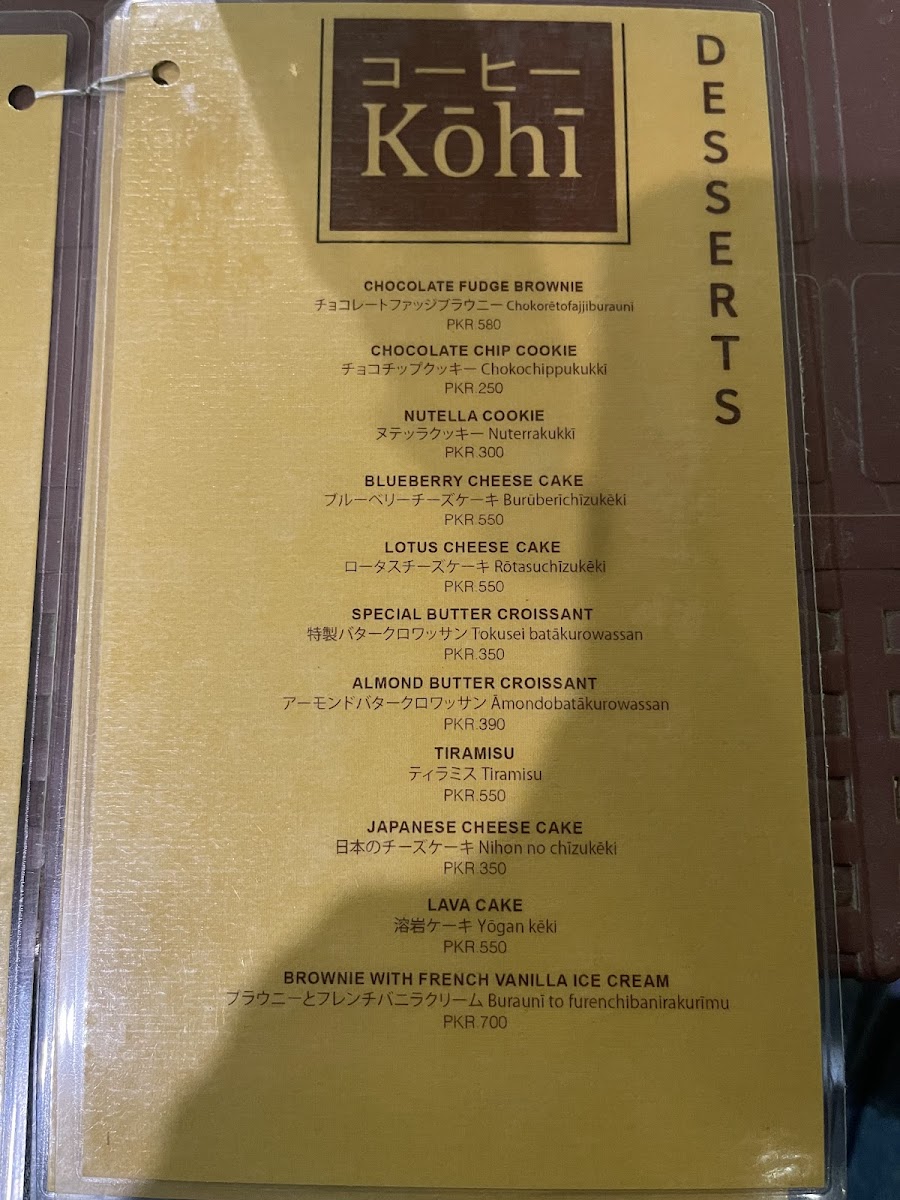 コーヒー
Kōhī
DESSERTS
CHOCOLATE FUDGE BROWNIE
チョコレートファッジブラウニー Chokorētofajjiburauni
PKR.580
CHOCOLATE CHIP COOKIE
チョコチップクッキー Chokochippukukkī
PKR.250
NUTELLA COOKIE
ヌテッラクッキー Nuterrakukkī
PKR.300
BLUEBERRY CHEESE CAKE
ブルーベリーチーズケーキ Burūberīchīzukēki
PKR.550
LOTUS CHEESE CAKE
ロータスチーズケーキ Rōtasuchīzukēki
PKR.550
SPECIAL BUTTER CROISSANT
特製バタークロワッサン Tokusei batākurowassan
PKR.350
ALMOND BUTTER CROISSANT
アーモンドバタークロワッサン Āmondobatākurowassan
PKR.390
TIRAMISU
ティラミス Tiramisu
PKR.550
JAPANESE CHEESE CAKE
日本のチーズケーキ Nihon no chīzukēki
PKR.350
LAVA CAKE
溶岩ケーキ Yōgan kēki
PKR.550
BROWNIE WITH FRENCH VANILLA ICE CREAM
ブラウニーとフレンチバニラクリーム Buraunī to furenchibanirakurīmu
PKR.700